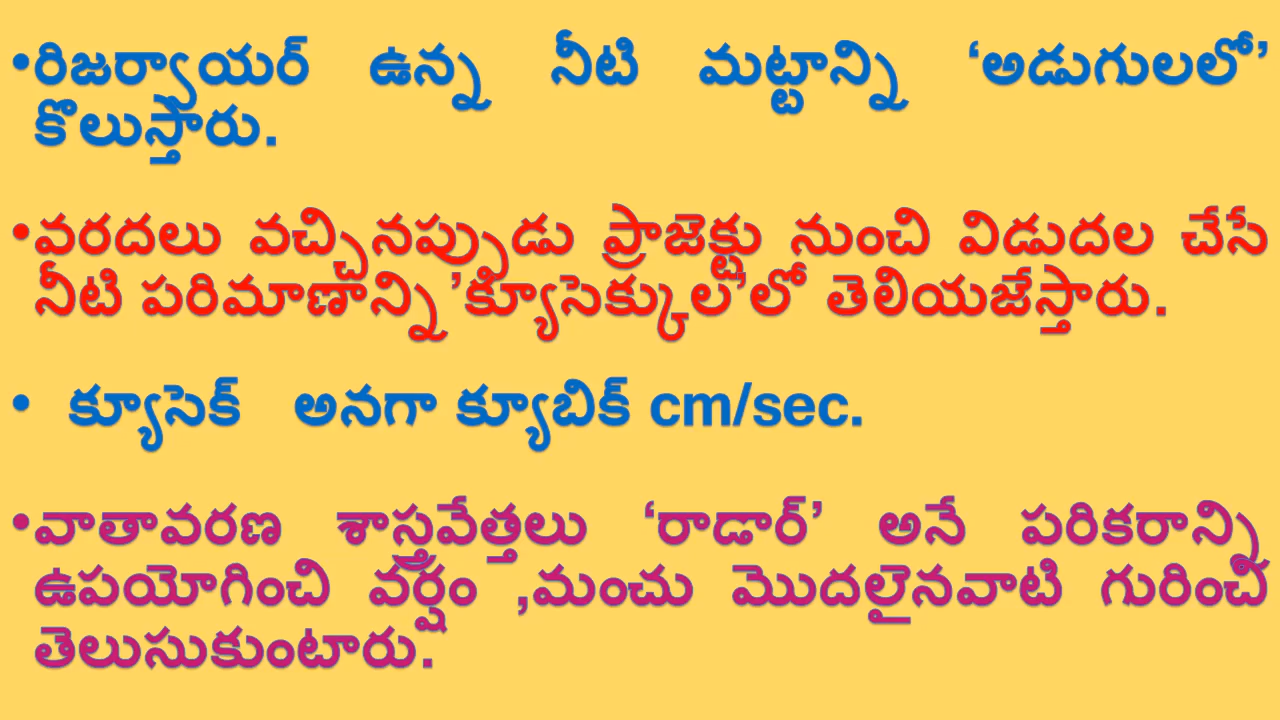 •రిజర్వాయర్ ఉన్న నీటి మట్టాన్ని ‘అడుగులలో’
కొలుస్తారు.
•వరదలు వచ్చినప్పుడు ప్రాజెక్టు నుంచి విడుదల చేసే
నీటి పరిమాణాన్ని ’క్యూసెక్కుల’లో తెలియజేస్తారు.
• క్యూసెక్ అనగా క్యూబిక్ cm/sec.
•వాతావరణ శాస్త్రవేత్తలు ‘రాడార్’ అనే పరికరాన్ని
ఉపయోగించి వర్షం ,మంచు మొదలైనవాటి గురించి
తెలుసుకుంటారు.